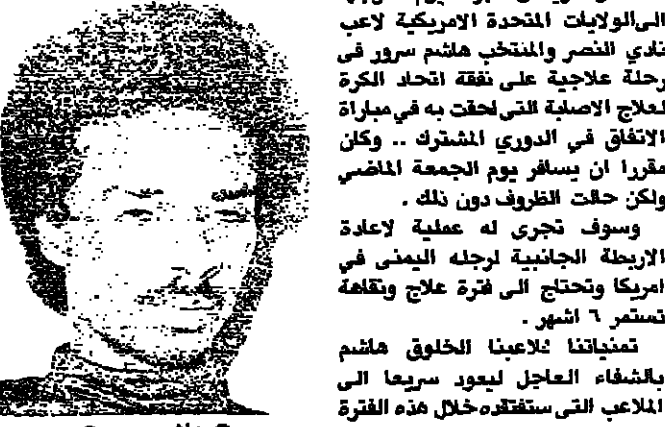 الى الولايات المتحدة الامريكية لاعب
نادي النصر والمنتخب هاشم سرور فى
رحلة علاجية على نفقة اتحاد الكرة
لعلاج الاصابة التى لحقت به في مباراة
الاتفاق في الدوري المشترك .. وكان
مقررا ان يسافر يوم الجمعة الماضي
ولكن حالت الظروف دون ذلك .
وسوف تجرى له عملية لاعادة
الاربطة الجانبية لرجله اليمنى في
امريكا وتحتاج الى فترة علاج ونقاهة
تستمر ٦ اشهر .
تمنياتنا للاعبنا الخلوق هاشم
بالشفاء العاجل ليعود سريعا الى
الملاعب التى ستفتقده خلال هذه الفترة